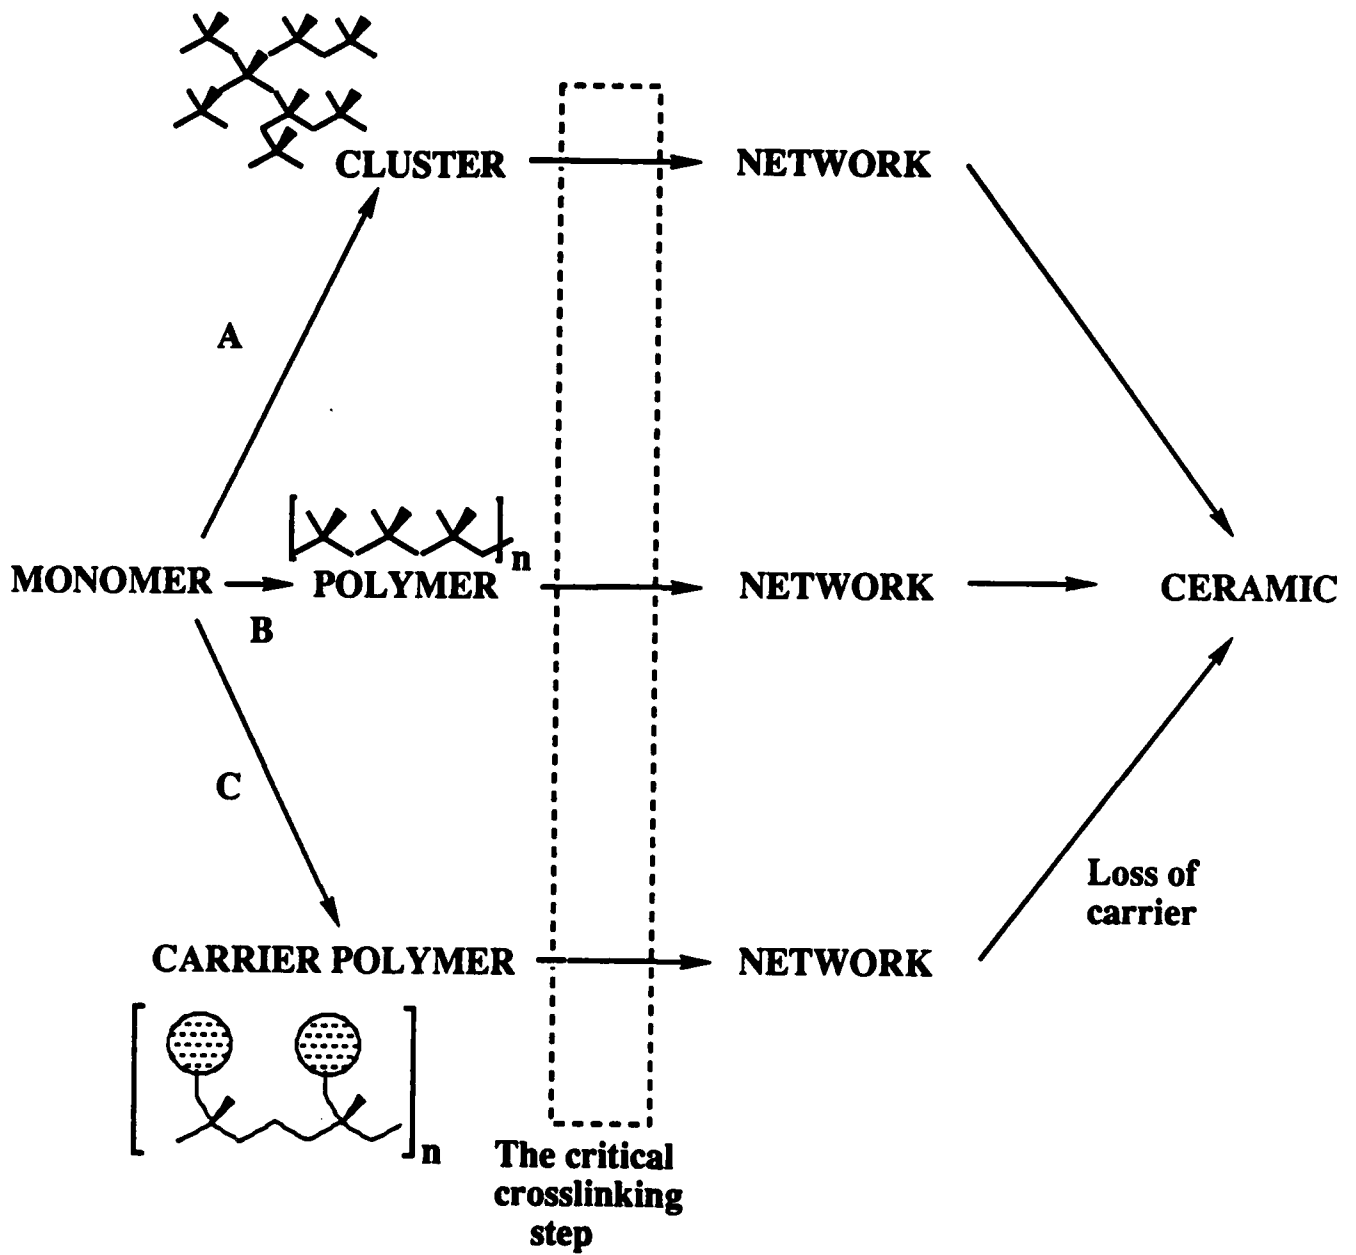 CLUSTER
NETWORK
A
n
MONOMER
POLYMER
NETWORK
CERAMIC
B
C
Loss of
carrier
CARRIER POLYMER
NETWORK
n
The critical
crosslinking
step